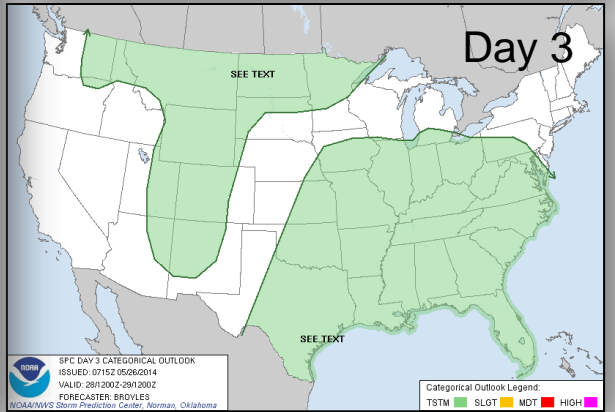 Day 3
SEE TEXT
SEE TEXT
NOAA
SPC DAY 3 CATEGORICAL OUTLOOK
ISSUED: 0715Z 05/26/2014
VALID: 28/1200Z-29/1200Z
FORECASTER: BROYLES
NOAA/NWS Storm Prediction Center, Norman, Oklahoma
Categorical Outlook Legend:
TSTM SLGT MDT HIGH